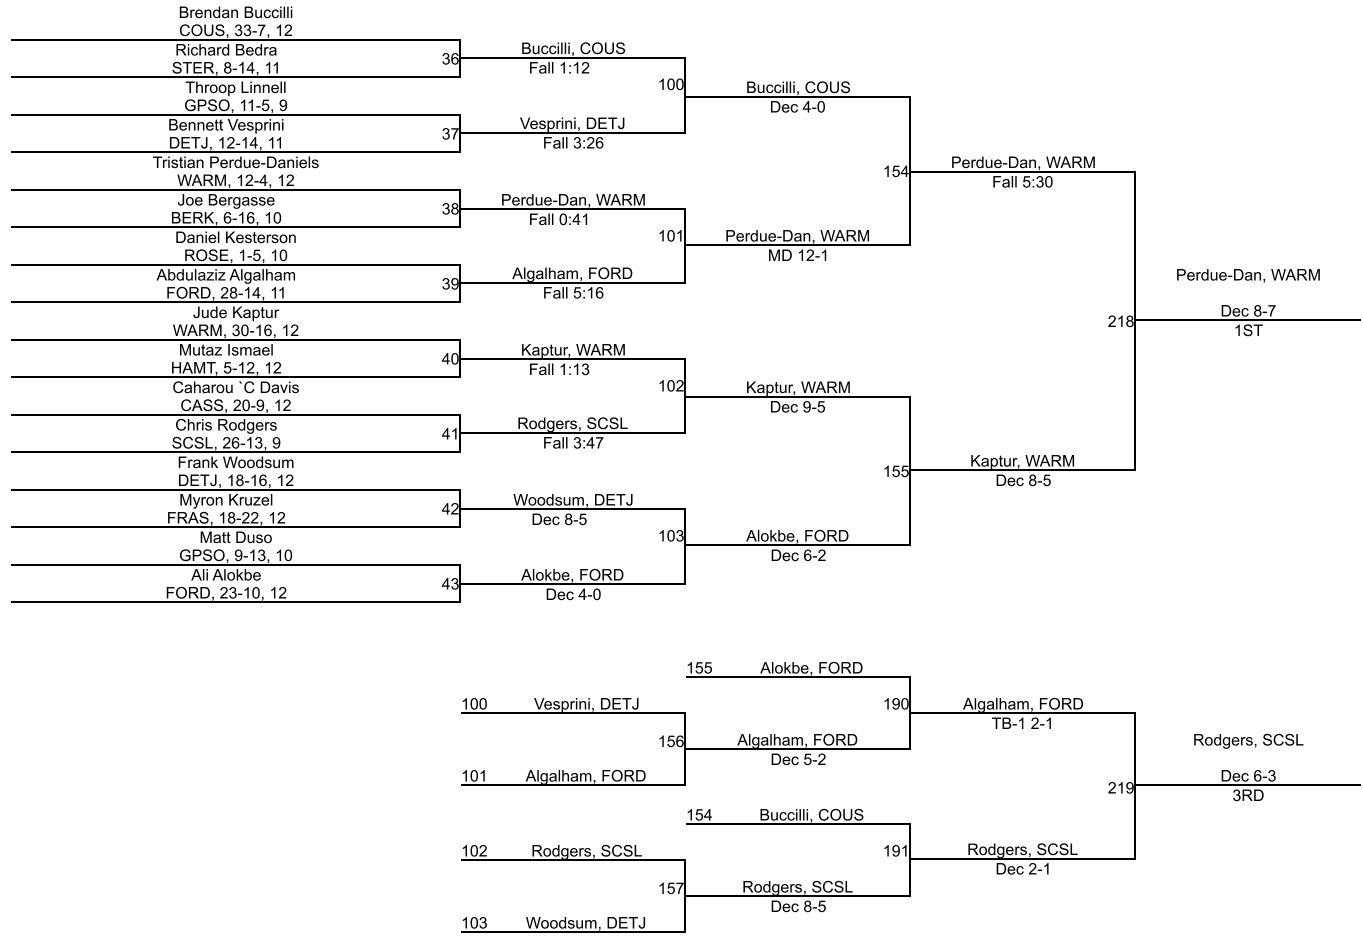 Brendan Buccilli
COUS, 33-7, 12
Richard Bedra
STER, 8-14, 11
Throop Linnell
GPSO, 11-5, 9
Bennett Vesprini
DETJ, 12-14, 11
Tristian Perdue-Daniels
WARM, 12-4, 12
Joe Bergasse
BERK, 6-16, 10
Daniel Kesterson
ROSE, 1-5, 10
Abdulaziz Algalham
FORD, 28-14, 11
Jude Kaptur
WARM, 30-16, 12
Mutaz Ismael
HAMT, 5-12, 12
Caharou `C Davis
CASS, 20-9, 12
Chris Rodgers
SCSL, 26-13, 9
Frank Woodsum
DETJ, 18-16, 12
Myron Kruzel
FRAS, 18-22, 12
Matt Duso
GPSO, 9-13, 10
Ali Alokbe
FORD, 23-10, 12
36
Buccilli, COUS
Fall 1:12
37
Vesprini, DETJ
Fall 3:26
38
Perdue-Dan, WARM
Fall 0:41
39
Algalham, FORD
Fall 5:16
40
Kaptur, WARM
Fall 1:13
41
Rodgers, SCSL
Fall 3:47
42
Woodsum, DETJ
Dec 8-5
43
Alokbe, FORD
Dec 4-0
100
Buccilli, COUS
Dec 4-0
101
Perdue-Dan, WARM
MD 12-1
102
Kaptur, WARM
Dec 9-5
103
Alokbe, FORD
Dec 6-2
154
Perdue-Dan, WARM
Fall 5:30
155
Kaptur, WARM
Dec 8-5
218
Perdue-Dan, WARM
Dec 8-7
1ST
155 Alokbe, FORD
100 Vesprini, DETJ
101 Algalham, FORD
156
Algalham, FORD
Dec 5-2
190
Algalham, FORD
TB-1 2-1
154 Buccilli, COUS
102 Rodgers, SCSL
103 Woodsum, DETJ
157
Rodgers, SCSL
Dec 8-5
191
Rodgers, SCSL
Dec 2-1
219
Rodgers, SCSL
Dec 6-3
3RD